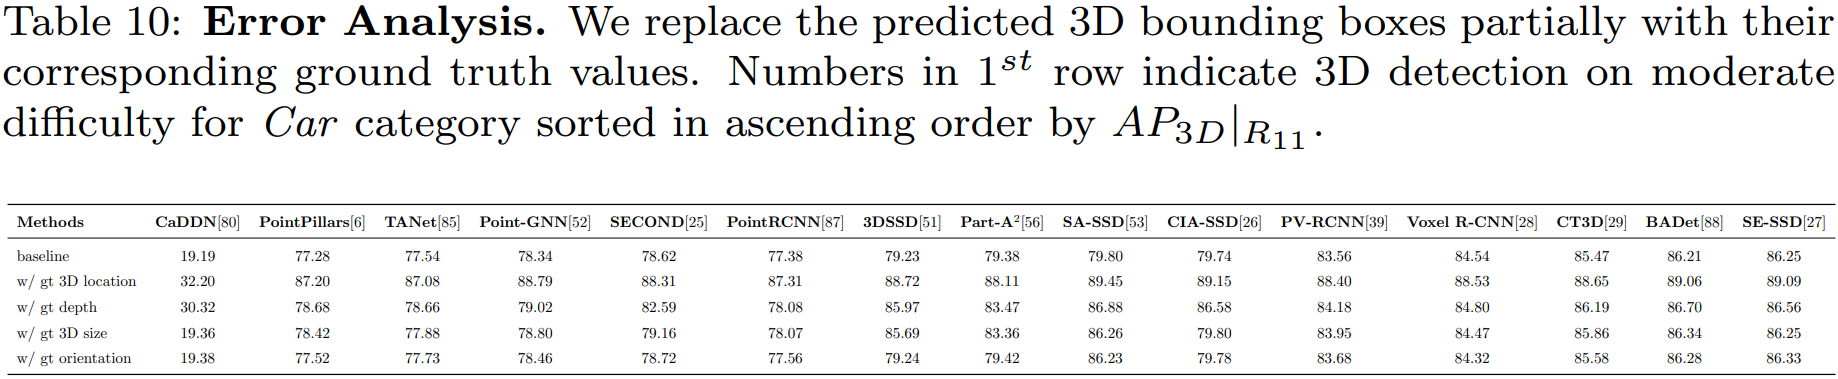 Table 10: Error Analysis. We replace the predicted 3D bounding boxes partially with their
corresponding ground truth values. Numbers in 1st row indicate 3D detection on moderate
difficulty for Car category sorted in ascending order by AP3D|R11.
Methods CaDDN[80] PointPillars[6] TANet[85] Point-GNN[52] SECOND[25] PointRCNN[87] 3DSSD[51] Part-A2[56] SA-SSD[53] CIA-SSD[26] PV-RCNN[39] Voxel R-CNN[28] CT3D[29] BADet[88] SE-SSD[27]
baseline 19.19 77.28 77.54 78.34 78.62 77.38 79.23 79.38 79.80 79.74 83.56 84.54 85.47 86.21 86.25
w/ gt 3D location 32.20 87.20 87.08 88.79 88.31 87.31 88.72 88.11 89.45 89.15 88.40 88.53 88.65 89.06 89.09
w/ gt depth 30.32 78.68 78.66 79.02 82.59 78.08 85.97 83.47 86.88 86.58 84.18 84.80 86.19 86.70 86.56
w/ gt 3D size 19.36 78.42 77.88 78.80 79.16 78.07 85.69 83.36 86.26 79.80 83.95 84.47 85.86 86.34 86.25
w/ gt orientation 19.38 77.52 77.73 78.46 78.72 77.56 79.24 79.42 86.23 79.78 83.68 84.32 85.58 86.28 86.33